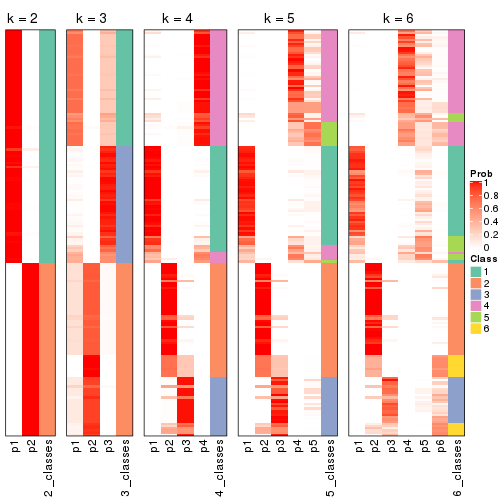 k = 2
k = 3
k = 4
k = 5
k = 6
p1
p2
2_classes
p1
p2
p3
3_classes
p1
p2
p3
p4
4_classes
p1
p2
p3
p4
p5
5_classes
p1
p2
p3
p4
p5
p6
6_classes
Prob
1
0.8
0.6
0.4
0.2
0
Class
1
2
3
4
5
6